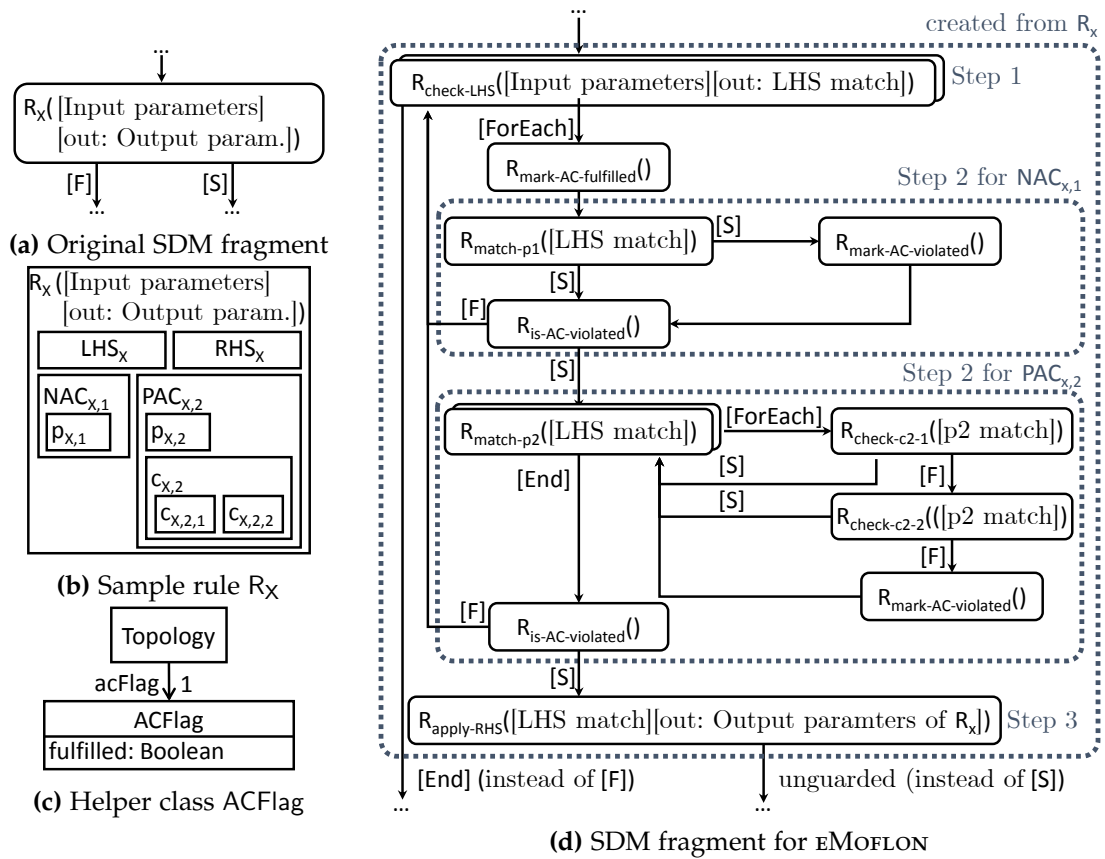 ...
R_X( [Input parameters]
[out: Output param.])
[F]
[S]
...
...
(a) Original SDM fragment
R_X ([Input parameters]
[out: Output param.])
LHS_X
RHS_X
NAC_X,1
p_X,1
PAC_X,2
p_X,2
c_X,2
c_X,2,1
c_X,2,2
(b) Sample rule R_X
Topology
acFlag
1
ACFlag
fulfilled: Boolean
(c) Helper class ACFlag
...
created from R_x
R_check-LHS([Input parameters][out: LHS match])
Step 1
[ForEach]
R_mark-AC-fulfilled()
Step 2 for NAC_x,1
R_match-p1([LHS match])
[S]
R_mark-AC-violated()
[S]
[F]
R_is-AC-violated()
[S]
Step 2 for PAC_x,2
R_match-p2([LHS match])
[ForEach]
R_check-c2-1([p2 match])
[S]
[F]
[End]
[S]
R_check-c2-2(([p2 match])
[F]
R_mark-AC-violated()
[F]
R_is-AC-violated()
[S]
R_apply-RHS([LHS match][out: Output paramters of R_x])
Step 3
[End] (instead of [F])
unguarded (instead of [S])
...
...
(d) SDM fragment for eMoflon